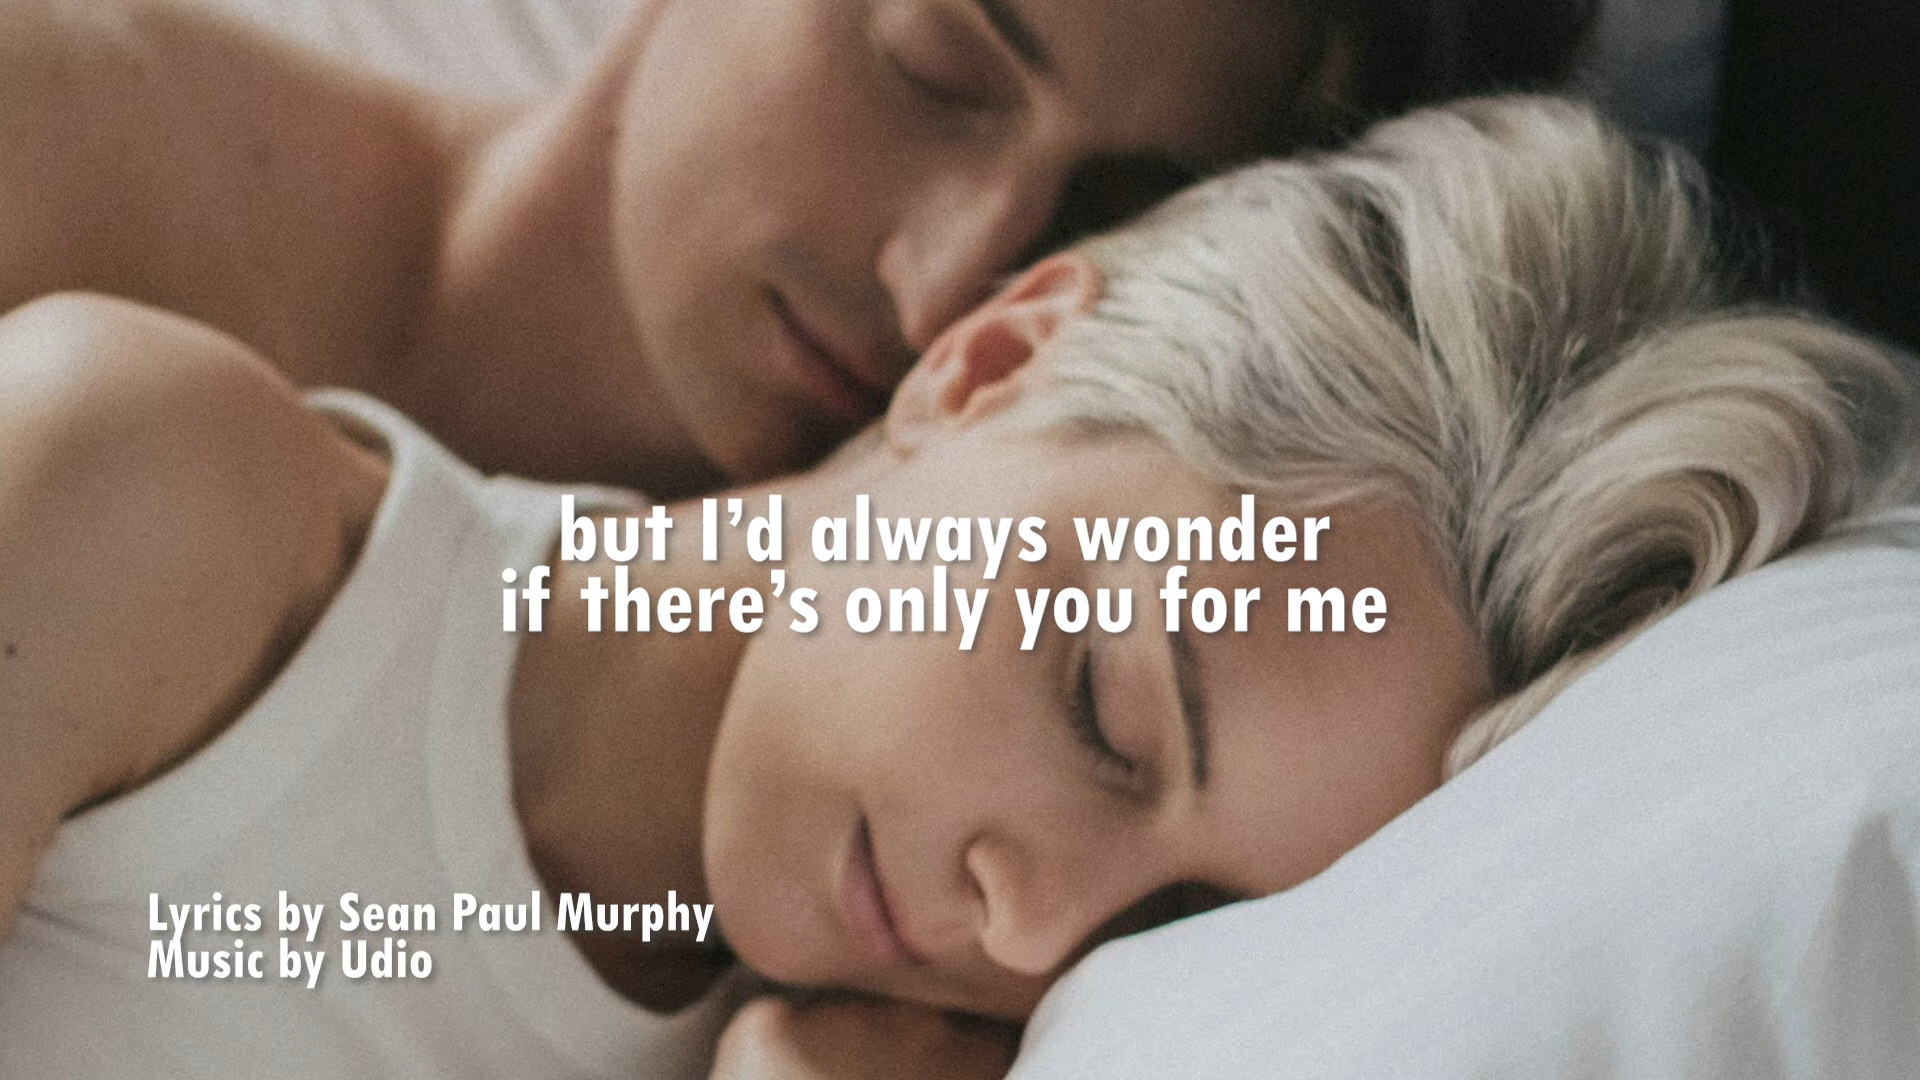 but I’d always wonder
if there’s only you for me
Lyrics by Sean Paul Murphy
Music by Udio